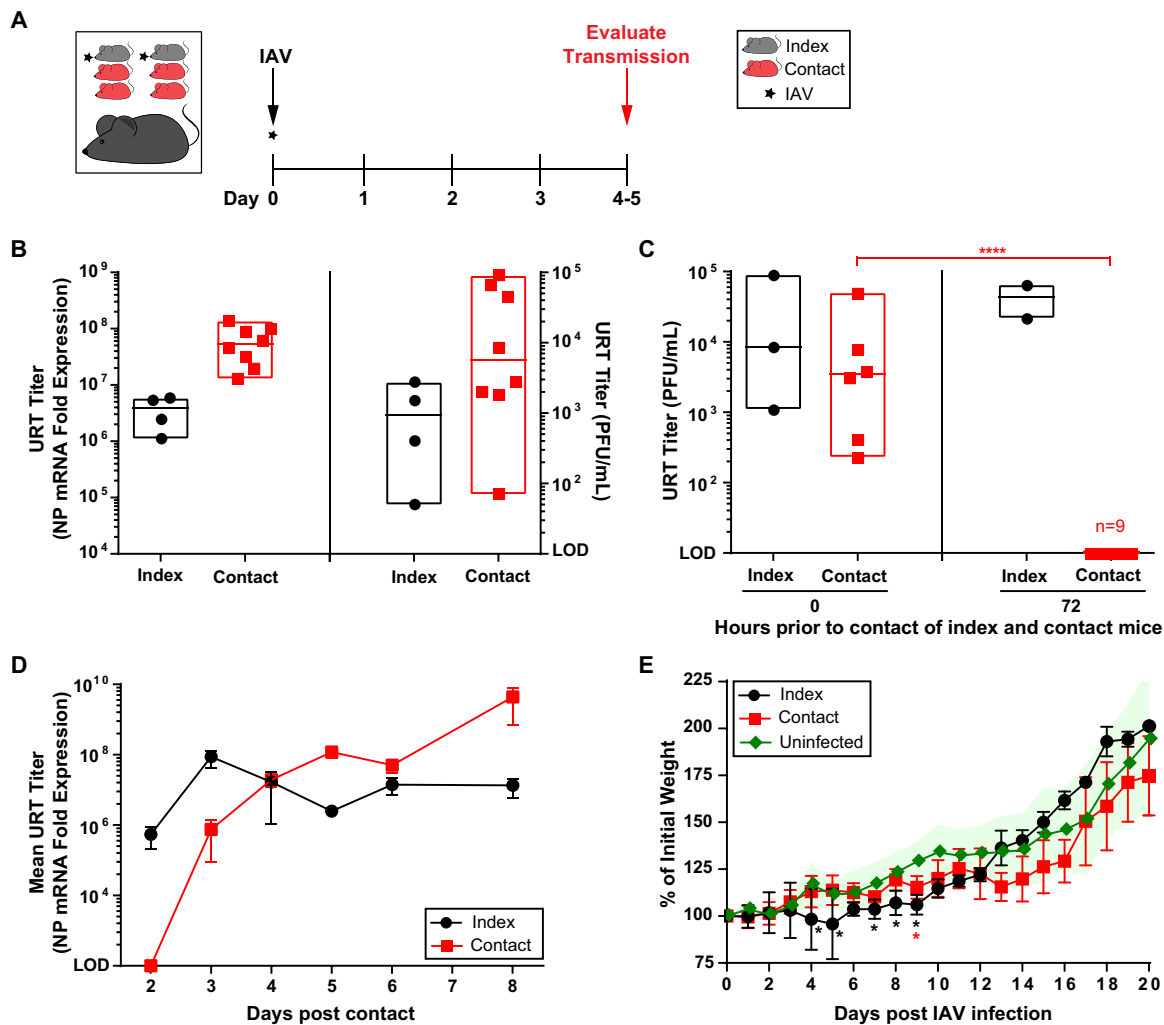 A
IAV
Evaluate
Transmission
Index
Contact
IAV
Day 0 1 2 3 4-5
B
URT Titer
(NP mRNA Fold Expression)
10^9
10^8
10^7
10^6
10^5
10^4
10^5
10^4
10^3
10^2
LOD
URT Titer
(PFU/mL)
Index Contact Index Contact
C
****
URT Titer (PFU/mL)
10^5
10^4
10^3
10^2
LOD
n=9
Index Contact Index Contact
0 72
Hours prior to contact of index and contact mice
D
Mean URT Titer
(NP mRNA Fold Expression)
10^10
10^8
10^6
10^4
LOD
Index
Contact
2 3 4 5 6 7 8
Days post contact
E
% of Initial Weight
225
200
175
150
125
100
75
Index
Contact
Uninfected
* * * * *
*
0 2 4 6 8 10 12 14 16 18 20
Days post IAV infection